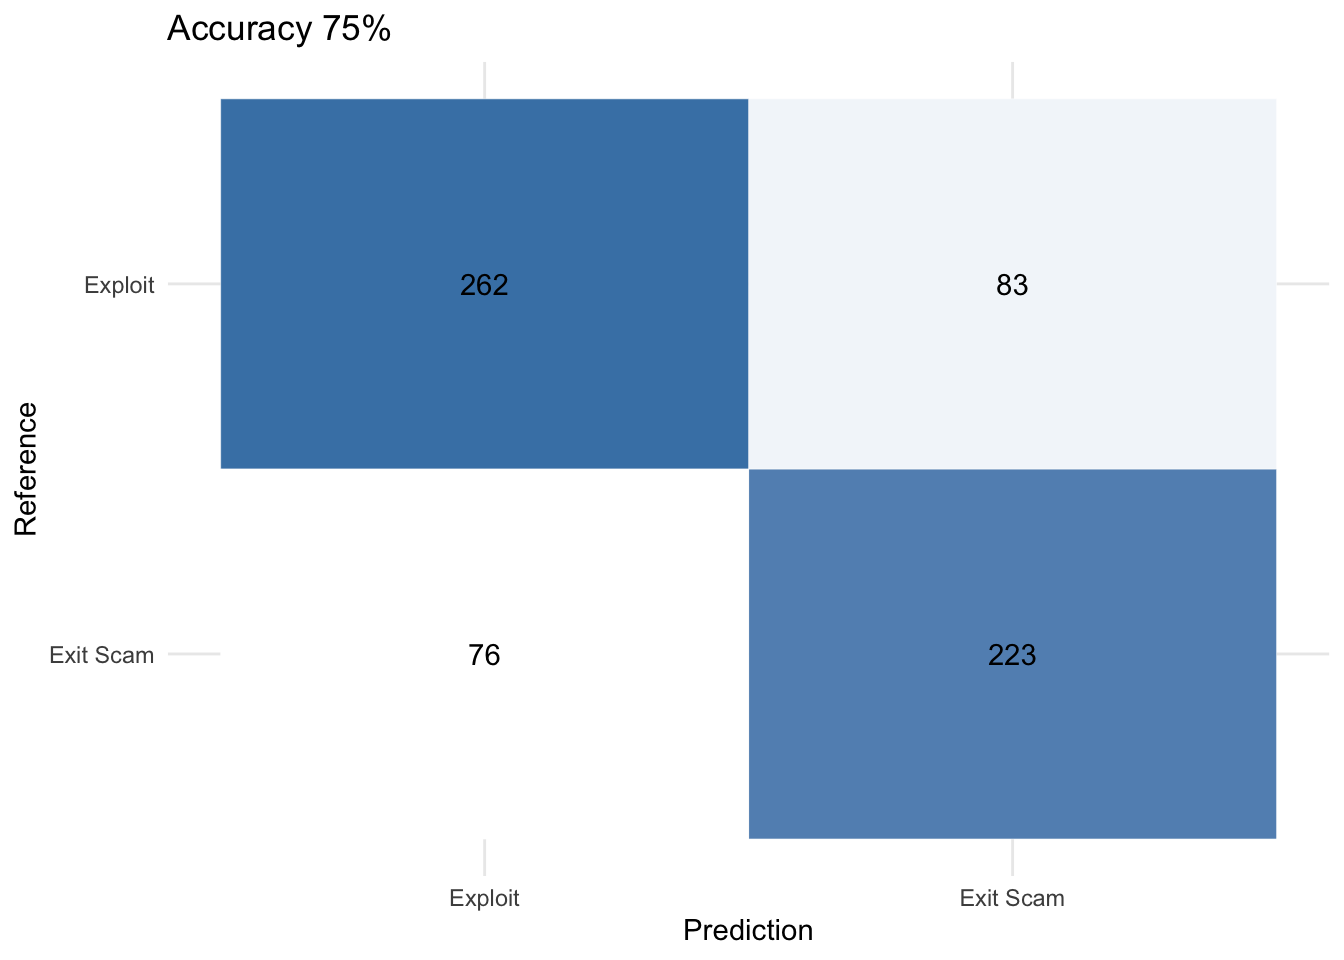 Accuracy 75%
Exploit
262
83
Reference
Exit Scam
76
223
Exploit
Exit Scam
Prediction